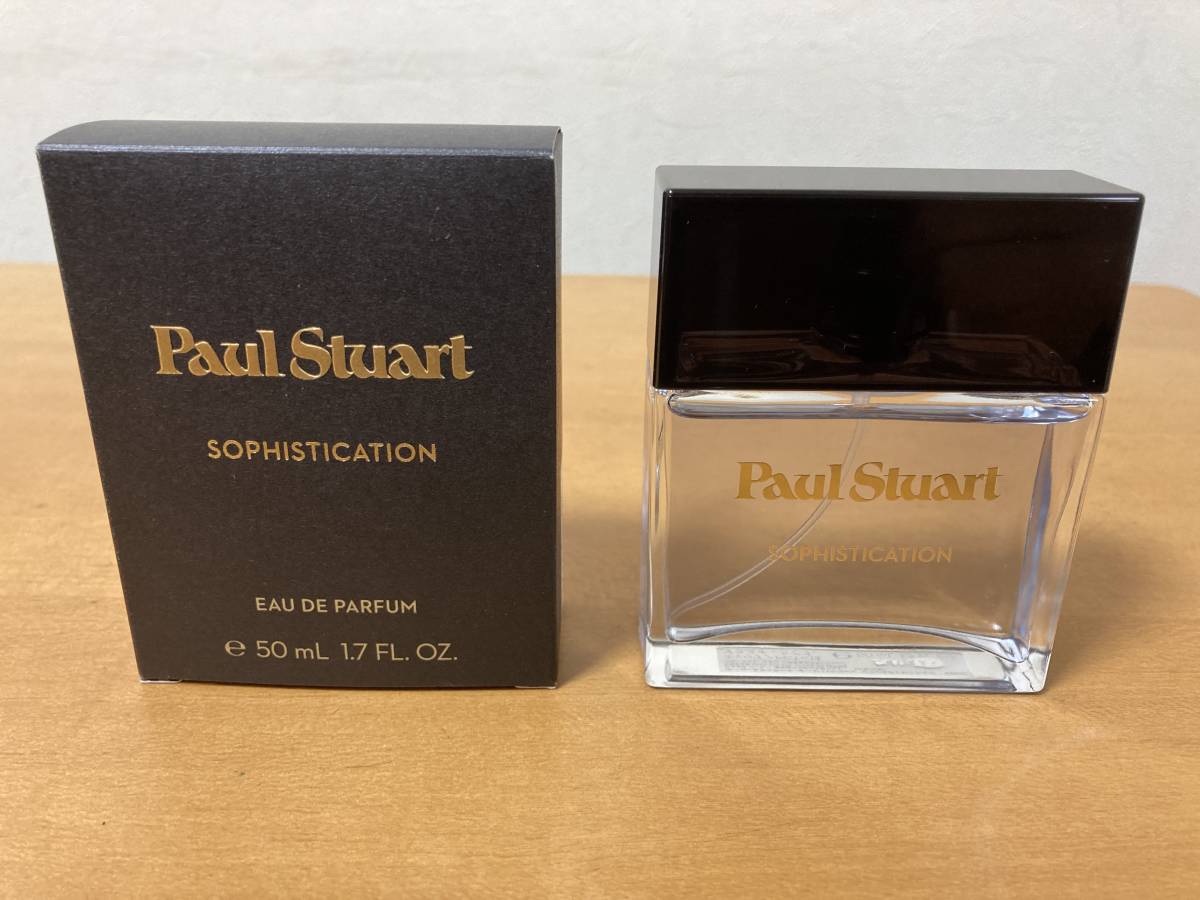 Paul Stuart
SOPHISTICATION
EAU DE PARFUM
℮ 50 mL 1.7 FL. OZ.
Paul Stuart
SOPHISTICATION